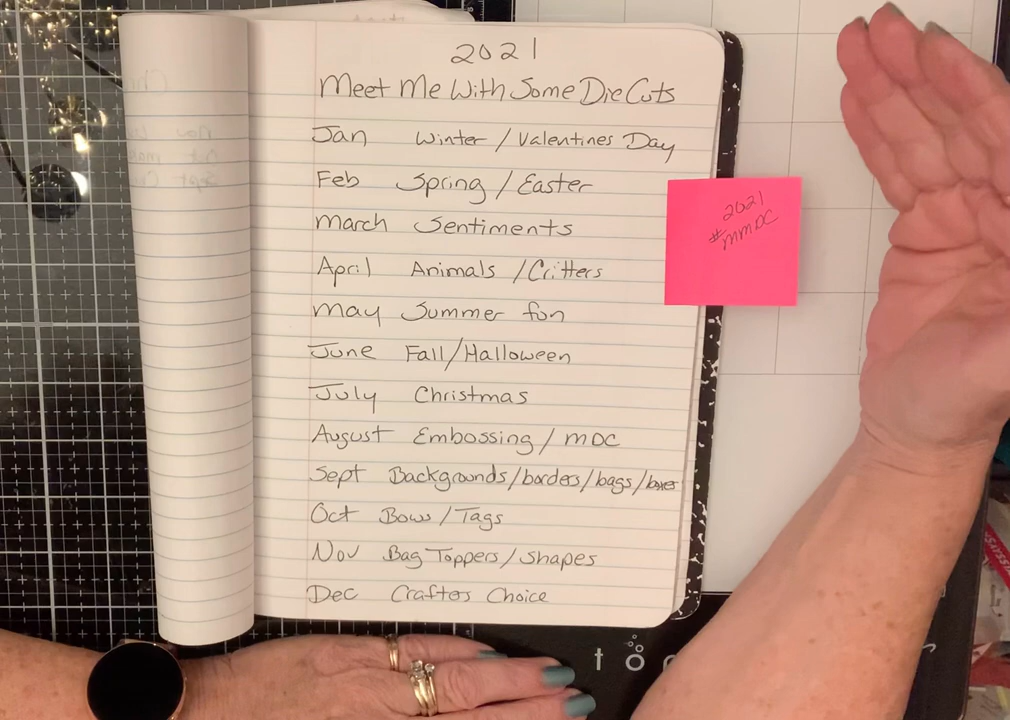 2021
Meet Me With Some Die Cuts
Jan Winter / Valentines Day
Feb Spring / Easter
March Sentiments
April Animals / Critters
May Summer fun
June Fall/Halloween
July Christmas
August Embossing / MDC
Sept Backgrounds/borders/bags/boxes
Oct Bows / Tags
Nov Bag Toppers / Shapes
Dec Crafters Choice
2021
#MMDC